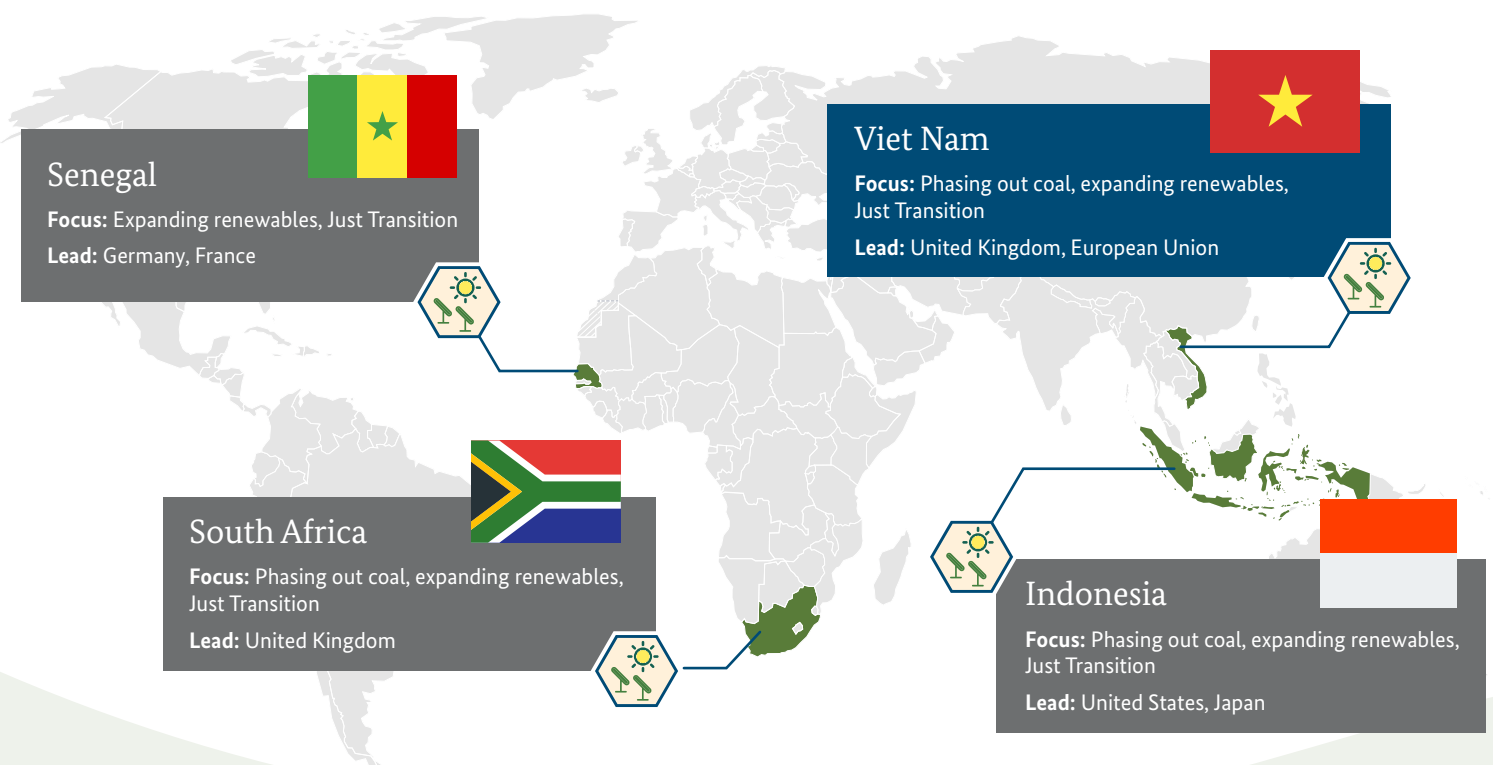 Senegal
Focus: Expanding renewables, Just Transition
Lead: Germany, France
Viet Nam
Focus: Phasing out coal, expanding renewables,
Just Transition
Lead: United Kingdom, European Union
South Africa
Focus: Phasing out coal, expanding renewables,
Just Transition
Lead: United Kingdom
Indonesia
Focus: Phasing out coal, expanding renewables,
Just Transition
Lead: United States, Japan